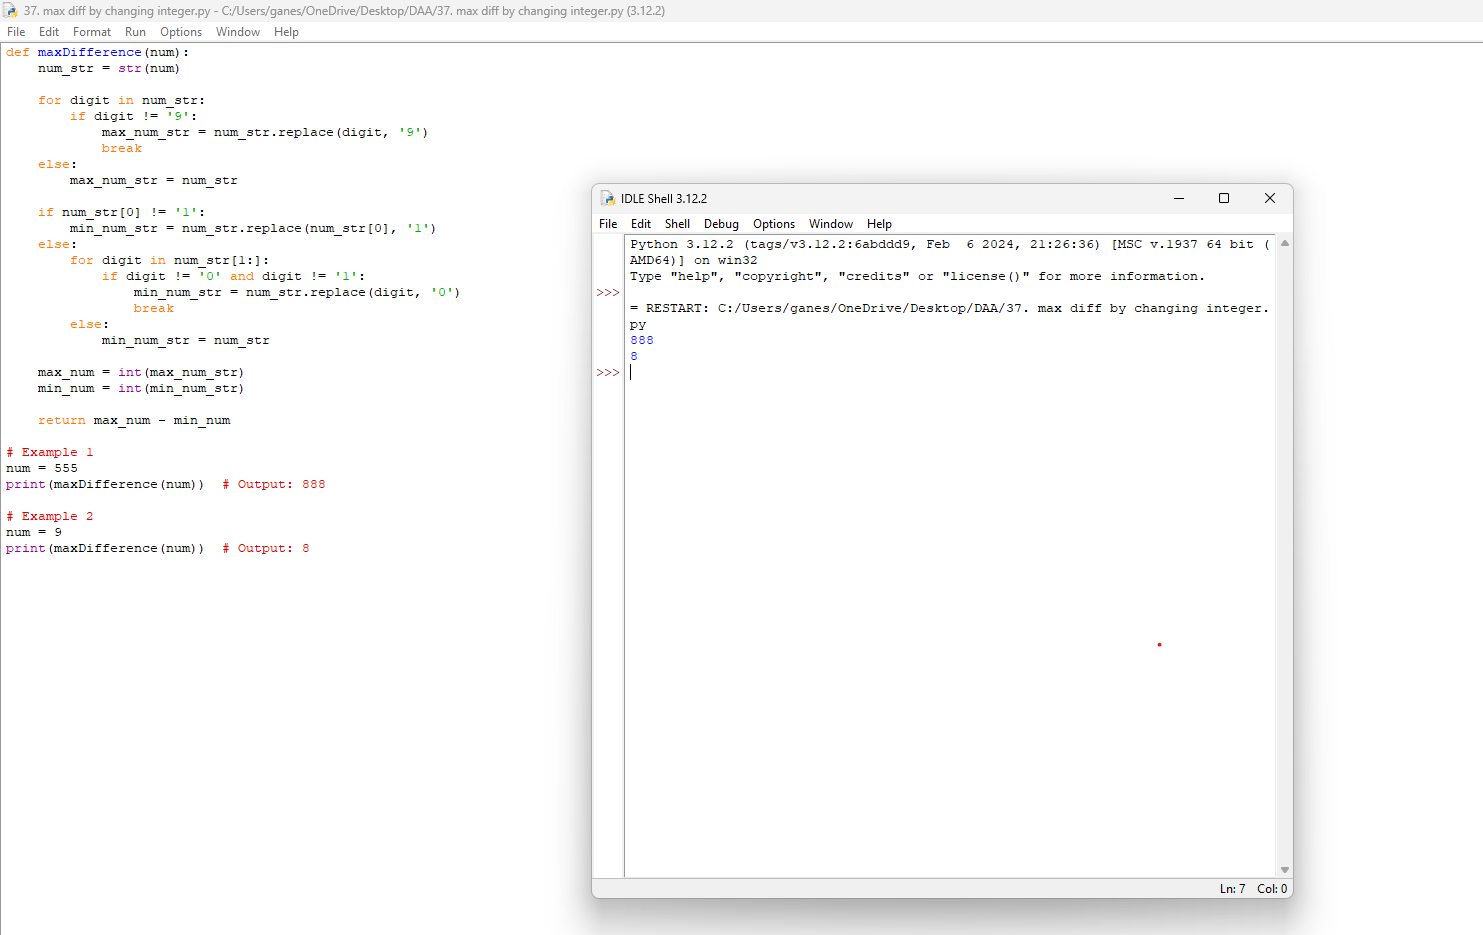 37. max diff by changing integer.py - C:/Users/ganes/OneDrive/Desktop/DAA/37. max diff by changing integer.py (3.12.2)
File Edit Format Run Options Window Help
def maxDifference(num):
    num_str = str(num)

    for digit in num_str:
        if digit != '9':
            max_num_str = num_str.replace(digit, '9')
            break
    else:
        max_num_str = num_str

    if num_str[0] != '1':
        min_num_str = num_str.replace(num_str[0], '1')
    else:
        for digit in num_str[1:]:
            if digit != '0' and digit != '1':
                min_num_str = num_str.replace(digit, '0')
                break
        else:
            min_num_str = num_str

    max_num = int(max_num_str)
    min_num = int(min_num_str)

    return max_num - min_num

# Example 1
num = 555
print(maxDifference(num))  # Output: 888

# Example 2
num = 9
print(maxDifference(num))  # Output: 8
IDLE Shell 3.12.2
File Edit Shell Debug Options Window Help
Python 3.12.2 (tags/v3.12.2:6abddd9, Feb  6 2024, 21:26:36) [MSC v.1937 64 bit (
AMD64)] on win32
Type "help", "copyright", "credits" or "license()" for more information.
>>>
= RESTART: C:/Users/ganes/OneDrive/Desktop/DAA/37. max diff by changing integer.
py
888
8
>>>
Ln: 7 Col: 0